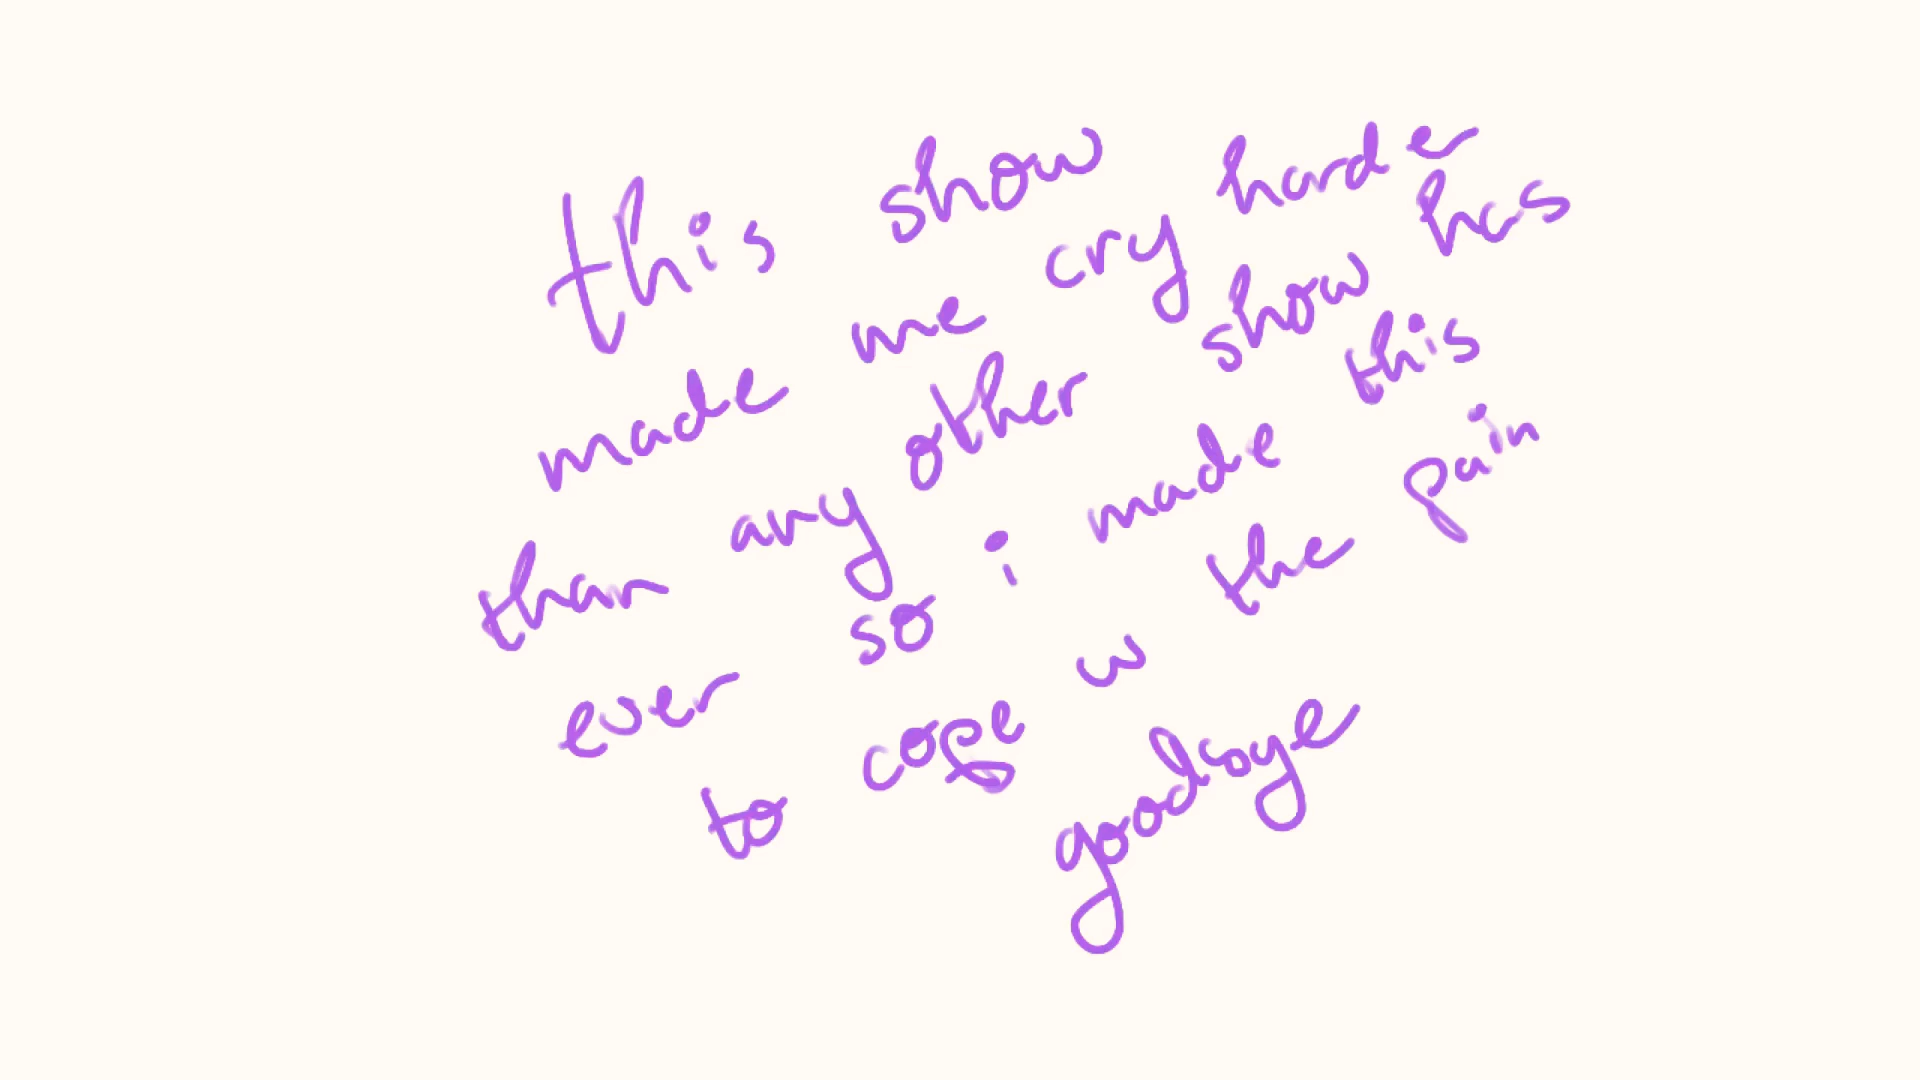 this show
made me cry harder
than any other show has
ever so i made this
to cope w the pain
goodbye